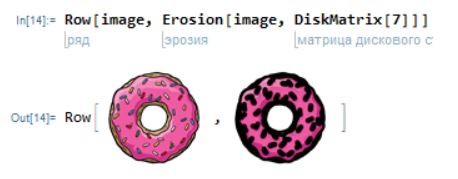 In[14]:= Row[image, Erosion[image, DiskMatrix[7]]]
ряд эрозия матрица дискового с
Out[14]= Row[ , ]